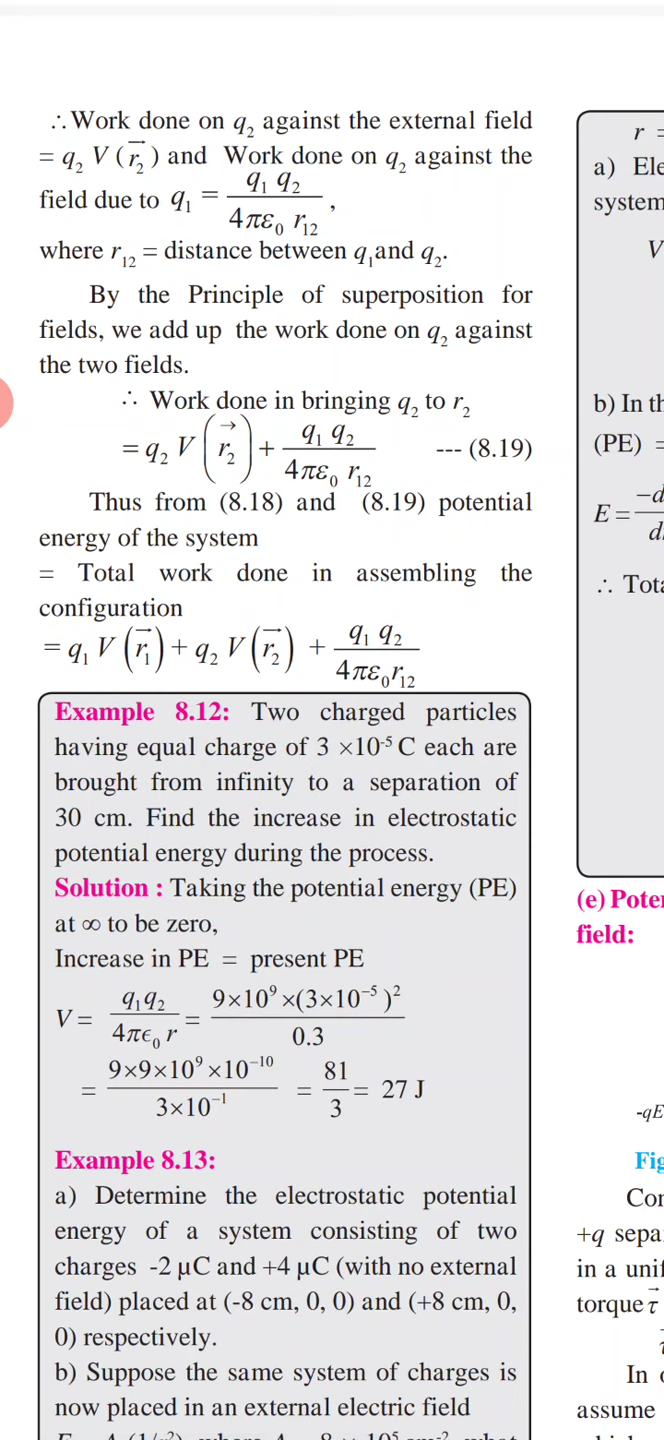 ∴ Work done on q₂ against the external field
= q₂ V (r⃗₂) and Work done on q₂ against the
field due to q₁ = q₁ q₂ / 4πε₀ r₁₂ ,
where r₁₂ = distance between q₁and q₂.
By the Principle of superposition for
fields, we add up the work done on q₂ against
the two fields.
∴ Work done in bringing q₂ to r₂
= q₂ V (r⃗₂) + q₁ q₂ / 4πε₀ r₁₂ --- (8.19)
Thus from (8.18) and (8.19) potential
energy of the system
= Total work done in assembling the
configuration
= q₁ V (r⃗₁) + q₂ V (r⃗₂) + q₁ q₂ / 4πε₀r₁₂
Example 8.12: Two charged particles
having equal charge of 3 ×10⁻⁵ C each are
brought from infinity to a separation of
30 cm. Find the increase in electrostatic
potential energy during the process.
Solution : Taking the potential energy (PE)
at ∞ to be zero,
Increase in PE = present PE
V = q₁q₂ / 4πϵ₀ r = 9×10⁹ ×(3×10⁻⁵ )² / 0.3
= 9×9×10⁹ ×10⁻¹⁰ / 3×10⁻¹ = 81 / 3 = 27 J
Example 8.13:
a) Determine the electrostatic potential
energy of a system consisting of two
charges -2 μC and +4 μC (with no external
field) placed at (-8 cm, 0, 0) and (+8 cm, 0,
0) respectively.
b) Suppose the same system of charges is
now placed in an external electric field
r =
a) Ele
system
V
b) In th
(PE) =
E = −d
∴ Tota
(e) Poten
field:
-qE
Fig
Con
+q sepa
in a unif
torque τ⃗
In o
assume